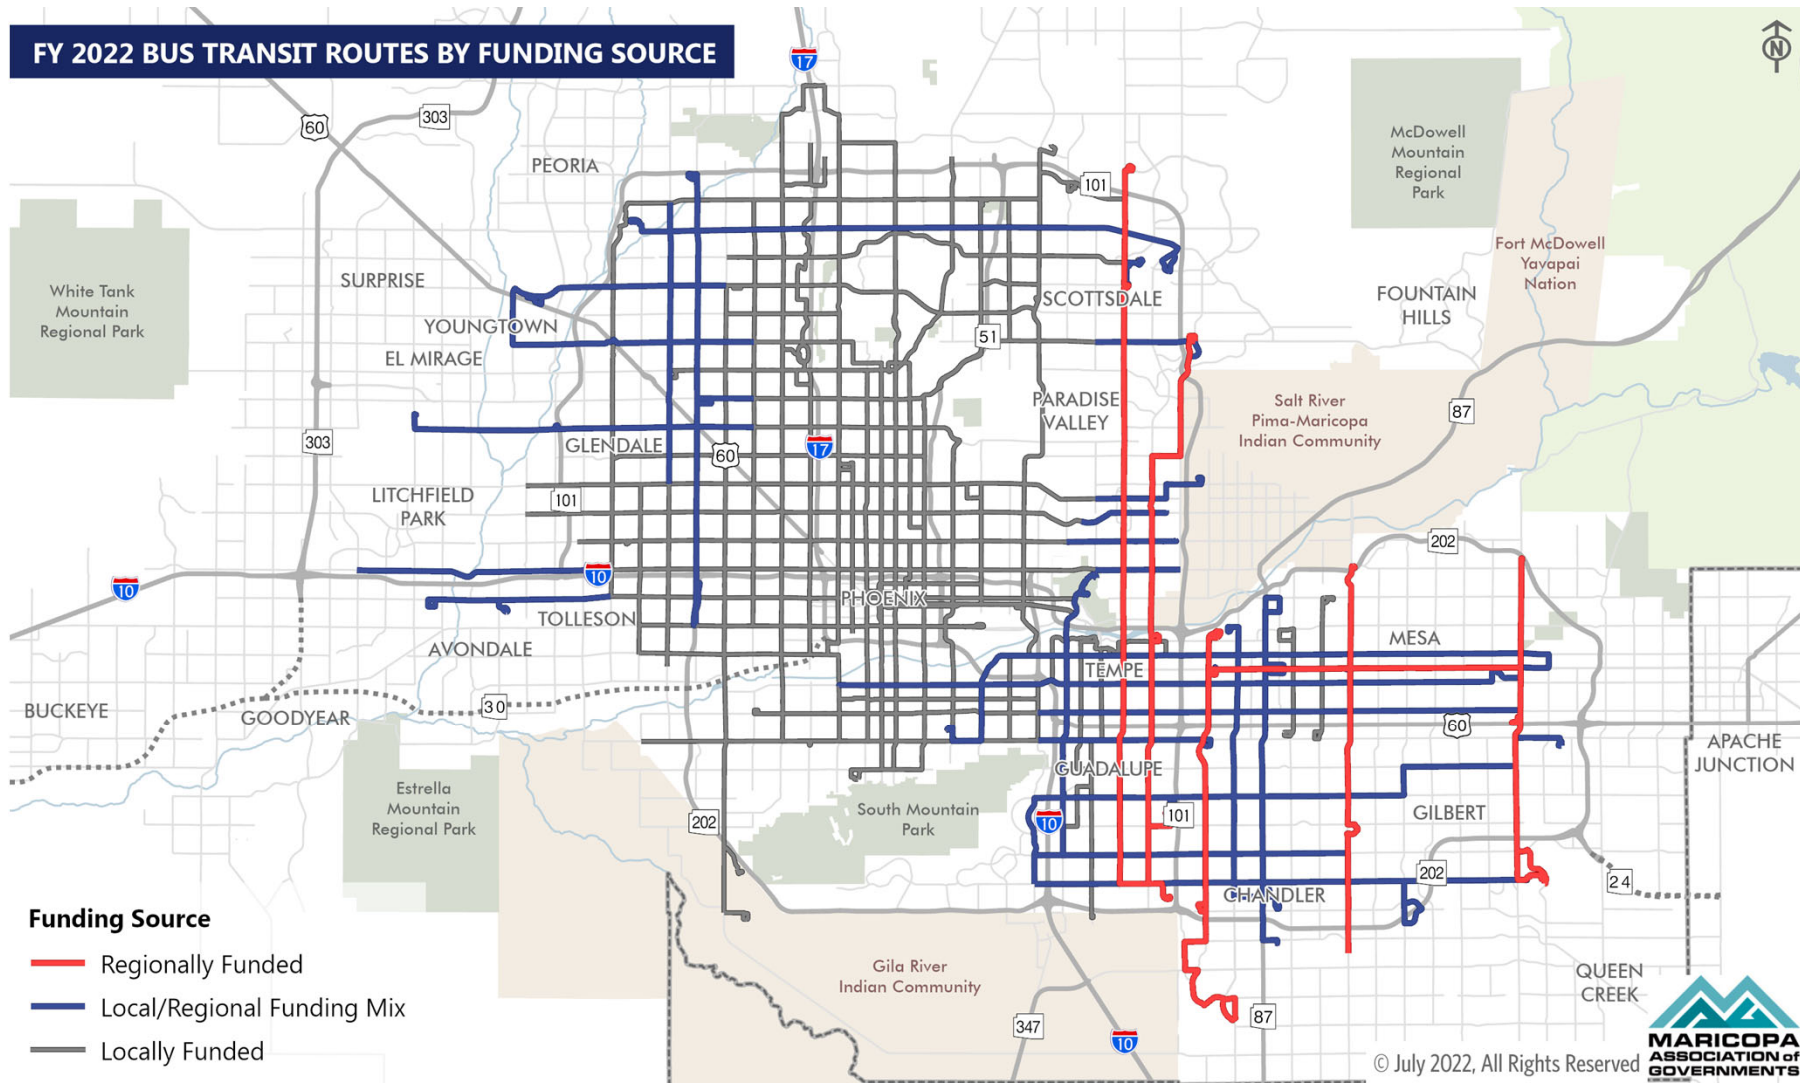 FY 2022 BUS TRANSIT ROUTES BY FUNDING SOURCE
N
17
60
303
PEORIA
101
McDowell
Mountain
Regional
Park
White Tank
Mountain
Regional Park
SURPRISE
YOUNGTOWN
EL MIRAGE
SCOTTSDALE
51
Fort McDowell
Yavapai
Nation
FOUNTAIN
HILLS
PARADISE
VALLEY
Salt River
Pima-Maricopa
Indian Community
87
303
GLENDALE
60
17
LITCHFIELD
PARK
101
202
10
10
TOLLESON
PHOENIX
AVONDALE
MESA
TEMPE
BUCKEYE
GOODYEAR
30
60
APACHE
JUNCTION
GUADALUPE
Estrella
Mountain
Regional Park
202
South Mountain
Park
10
101
GILBERT
202
24
CHANDLER
Funding Source
Regionally Funded
Local/Regional Funding Mix
Locally Funded
Gila River
Indian Community
347
10
87
QUEEN
CREEK
© July 2022, All Rights Reserved
MARICOPA
ASSOCIATION of
GOVERNMENTS